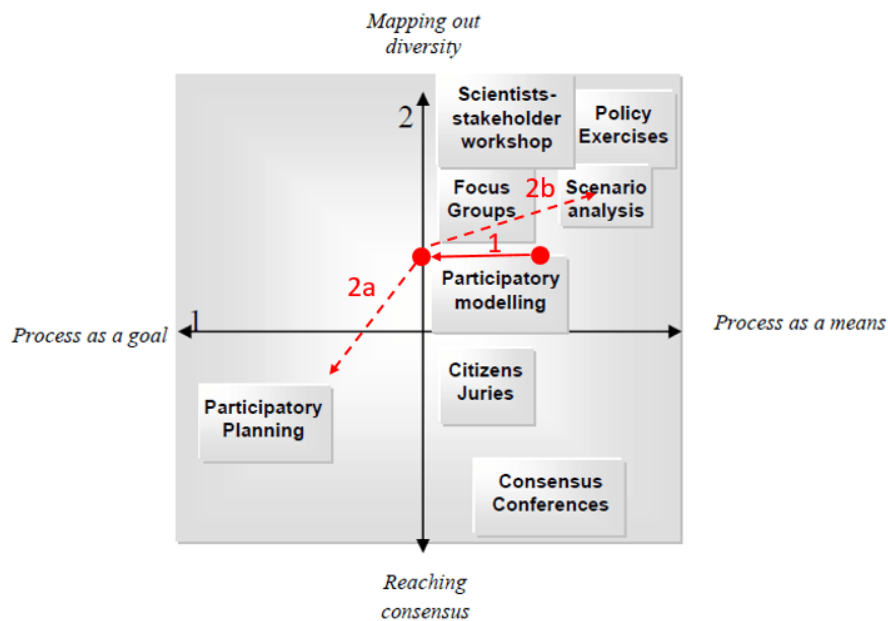 Mapping out
diversity
2
Scientists-
stakeholder
workshop
Policy
Exercises
Focus
Groups
2b
Scenario
analysis
1
2a
Participatory
modelling
Process as a goal
1
Process as a means
Citizens
Juries
Participatory
Planning
Consensus
Conferences
Reaching
consensus